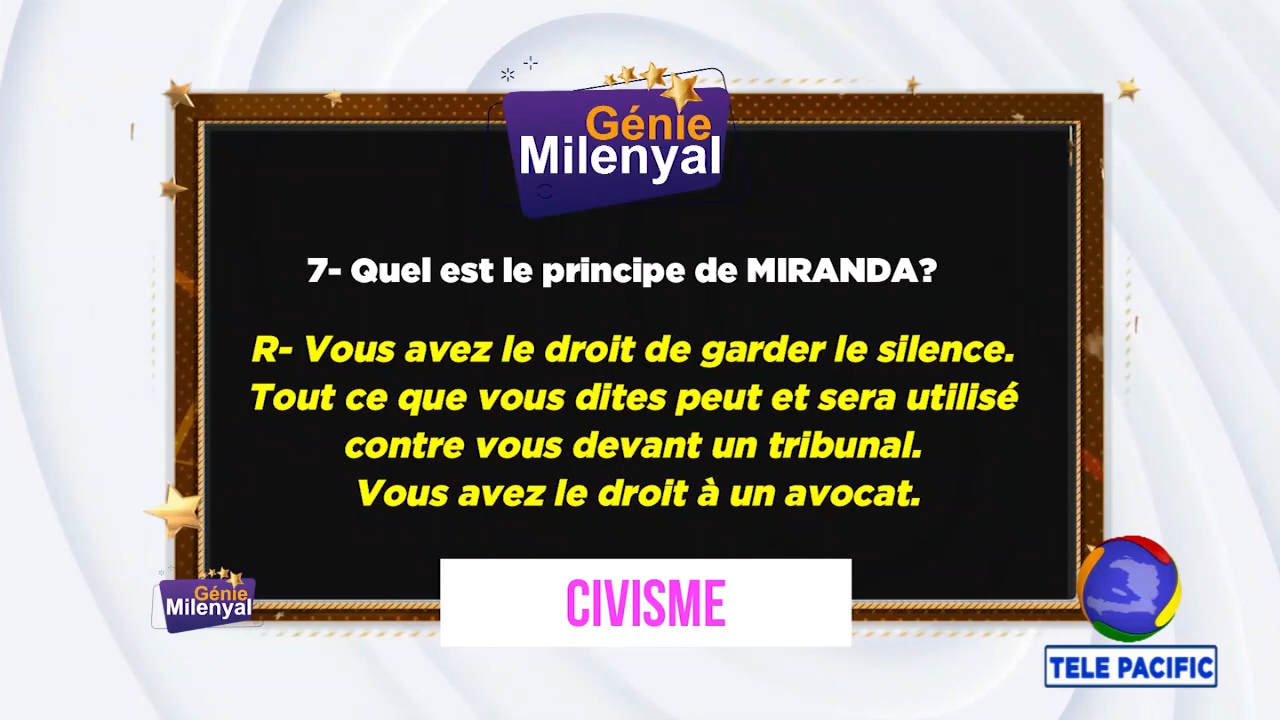 Génie
Milenyal
7- Quel est le principe de MIRANDA?
R- Vous avez le droit de garder le silence.
Tout ce que vous dites peut et sera utilisé
contre vous devant un tribunal.
Vous avez le droit à un avocat.
Génie
Milenyal
CIVISME
TELE PACIFIC